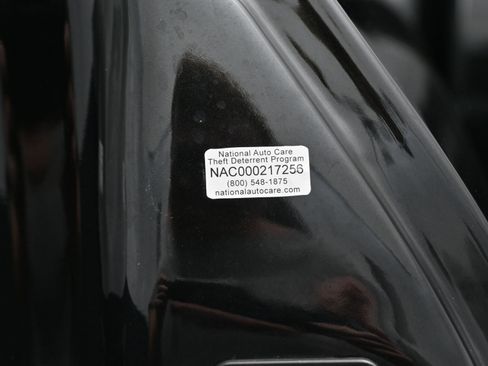 National Auto Care
Theft Deterrent Program
NAC000217256
(800) 548-1875
nationalautocare.com